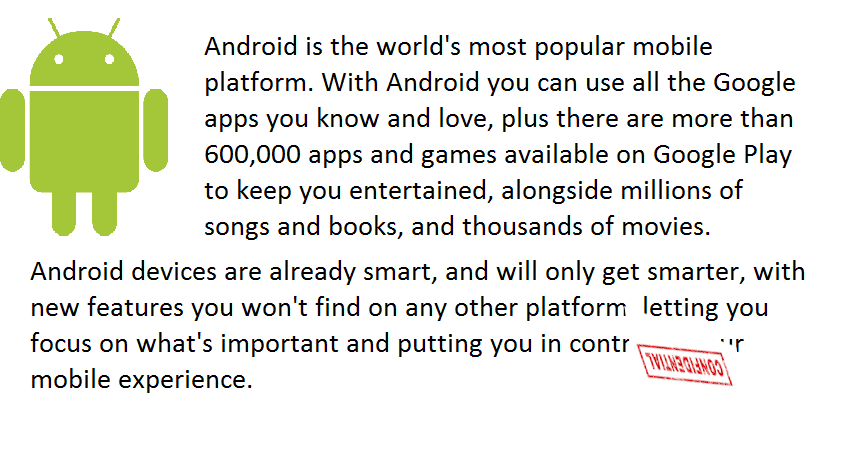 Android is the world's most popular mobile
platform. With Android you can use all the Google
apps you know and love, plus there are more than
600,000 apps and games available on Google Play
to keep you entertained, alongside millions of
songs and books, and thousands of movies.
Android devices are already smart, and will only get smarter, with
new features you won't find on any other platform letting you
focus on what's important and putting you in
mobile experience.
CONFIDENTIAL